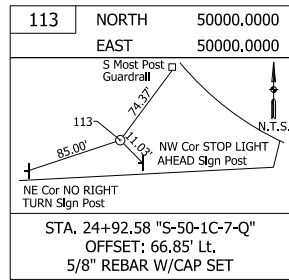 113 NORTH 50000.0000
EAST 50000.0000
S Most Post
Guardrail
74.37'
N.T.S.
113
11.03'
85.00'
NW Cor STOP LIGHT
AHEAD Sign Post
NE Cor NO RIGHT
TURN Sign Post
STA. 24+92.58 "S-50-1C-7-Q"
OFFSET: 66.85' Lt.
5/8" REBAR W/CAP SET